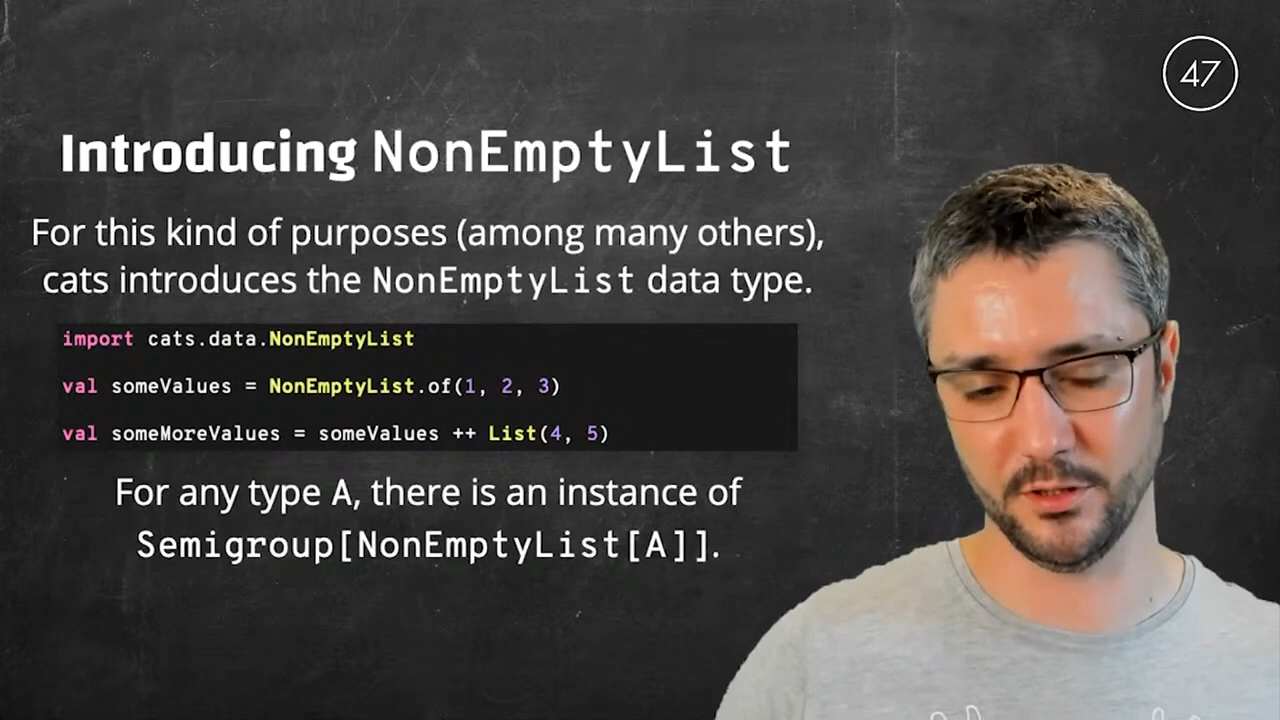 47
Introducing NonEmptyList
For this kind of purposes (among many others),
cats introduces the NonEmptyList data type.
import cats.data.NonEmptyList
val someValues = NonEmptyList.of(1, 2, 3)
val someMoreValues = someValues ++ List(4, 5)
For any type A, there is an instance of
Semigroup[NonEmptyList[A]].